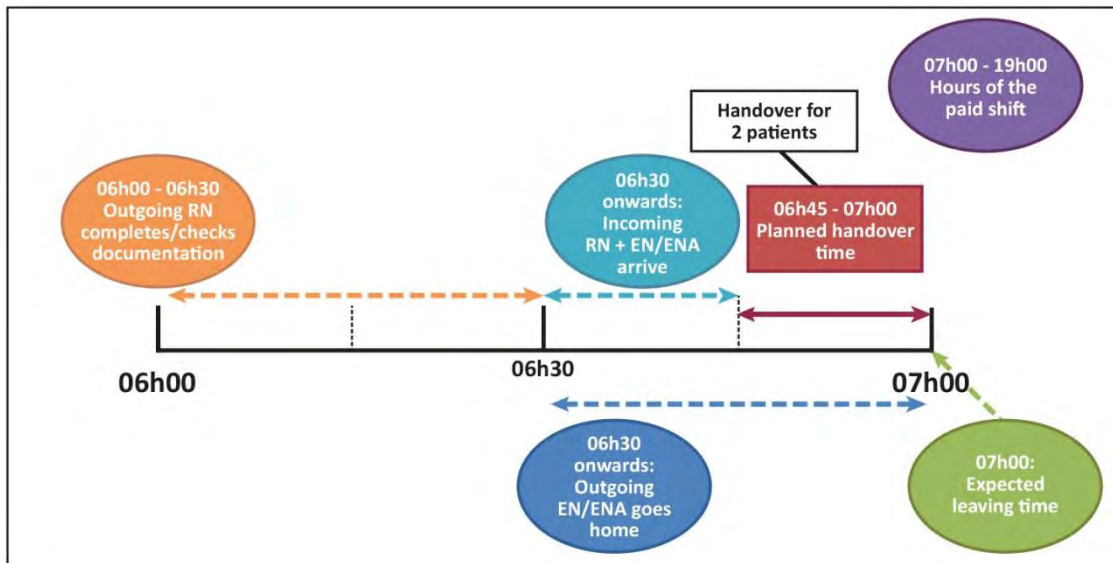 07h00 - 19h00
Hours of the
paid shift
Handover for
2 patients
06h00 - 06h30
Outgoing RN
completes/checks
documentation
06h30
onwards:
Incoming
RN + EN/ENA
arrive
06h45 - 07h00
Planned handover
time
06h00
06h30
07h00
06h30
onwards:
Outgoing
EN/ENA goes
home
07h00:
Expected
leaving time